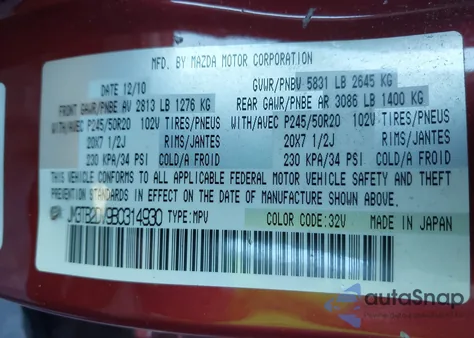 MFD. BY MAZDA MOTOR CORPORATION
DATE 12/10 GVWR/PNBV 5831 LB 2645 KG
FRONT GAWR/PNBE AV 2813 LB 1276 KG REAR GAWR/PNBE AR 3086 LB 1400 KG
WITH/AVEC P245/50R20 102V TIRES/PNEUS WITH/AVEC P245/50R20 102V TIRES/PNEUS
20X7 1/2J RIMS/JANTES 20X7 1/2J RIMS/JANTES
230 KPA/34 PSI COLD/A FROID 230 KPA/34 PSI COLD/A FROID
THIS VEHICLE CONFORMS TO ALL APPLICABLE FEDERAL MOTOR VEHICLE SAFETY AND THEFT
PREVENTION STANDARDS IN EFFECT ON THE DATE OF MANUFACTURE SHOWN ABOVE.
TYPE:MPV COLOR CODE:32V MADE IN JAPAN
autoSnap